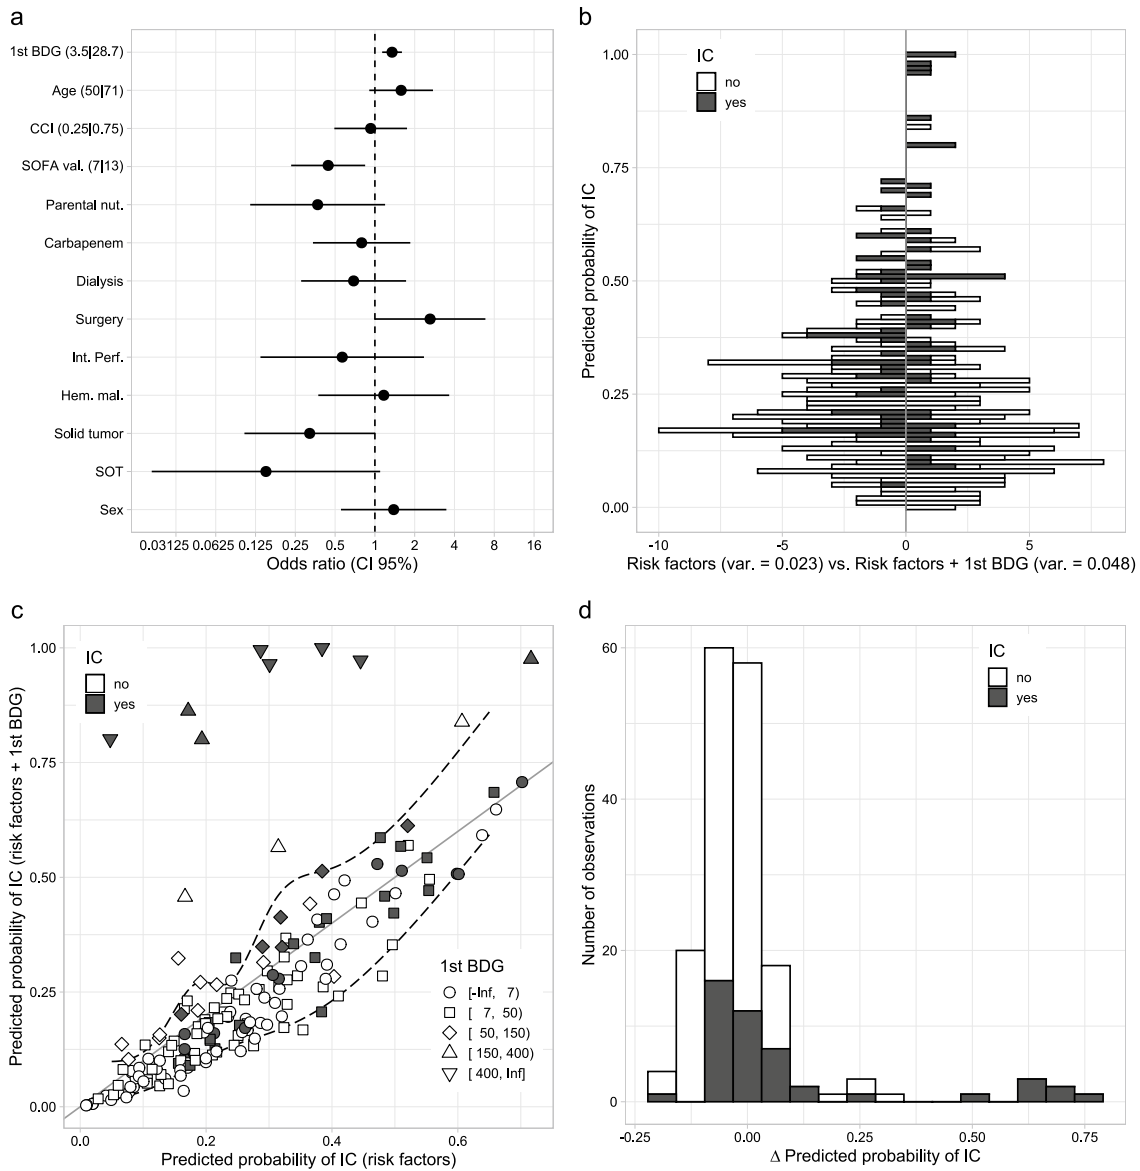 a
1st BDG (3.5|28.7)
Age (50|71)
CCI (0.25|0.75)
SOFA val. (7|13)
Parental nut.
Carbapenem
Dialysis
Surgery
Int. Perf.
Hem. mal.
Solid tumor
SOT
Sex
0.03125 0.0625 0.125 0.25 0.5 1 2 4 8 16
Odds ratio (CI 95%)
b
IC
no
yes
1.00
0.75
0.50
0.25
0.00
Predicted probability of IC
-10 -5 0 5
Risk factors (var. = 0.023) vs. Risk factors + 1st BDG (var. = 0.048)
c
IC
no
yes
1.00
0.75
0.50
0.25
0.00
Predicted probability of IC (risk factors + 1st BDG)
1st BDG
[-Inf, 7)
[ 7, 50)
[ 50, 150)
[ 150, 400)
[ 400, Inf]
0.0 0.2 0.4 0.6
Predicted probability of IC (risk factors)
d
IC
no
yes
60
40
20
0
Number of observations
-0.25 0.00 0.25 0.50 0.75
Δ Predicted probability of IC